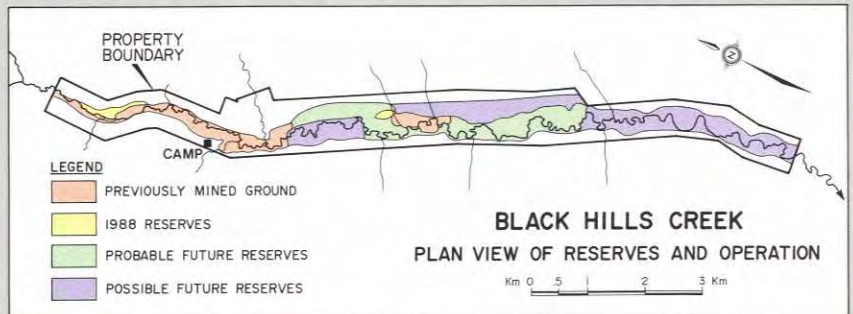 PROPERTY
BOUNDARY
N
CAMP
LEGEND
PREVIOUSLY MINED GROUND
1988 RESERVES
PROBABLE FUTURE RESERVES
POSSIBLE FUTURE RESERVES
BLACK HILLS CREEK
PLAN VIEW OF RESERVES AND OPERATION
Km 0 .5 1 2 3 Km